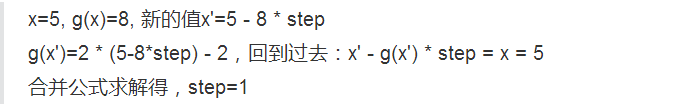 x=5, g(x)=8, 新的值x'=5 - 8 * step
g(x')=2 * (5-8*step) - 2，回到过去：x' - g(x') * step = x = 5
合并公式求解得，step=1